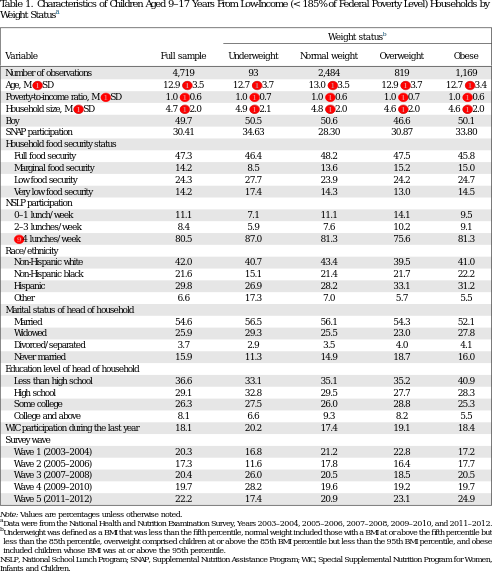 Table 1. Characteristics of Children Aged 9–17 Years From Low-Income (< 185% of Federal Poverty Level) Households by
Weight Status^a
Weight status^b
Variable Full sample Underweight Normal weight Overweight Obese
Number of observations 4,719 93 2,484 819 1,169
Age, M SD 12.9 3.5 12.7 3.7 13.0 3.5 12.9 3.7 12.7 3.4
Poverty-to-income ratio, M SD 1.0 0.6 1.0 0.7 1.0 0.6 1.0 0.7 1.0 0.6
Household size, M SD 4.7 2.0 4.9 2.1 4.8 2.0 4.6 2.0 4.6 2.0
Boy 49.7 50.5 50.6 46.6 50.1
SNAP participation 30.41 34.63 28.30 30.87 33.80
Household food security status
Full food security 47.3 46.4 48.2 47.5 45.8
Marginal food security 14.2 8.5 13.6 15.2 15.0
Low food security 24.3 27.7 23.9 24.2 24.7
Very low food security 14.2 17.4 14.3 13.0 14.5
NSLP participation
0–1 lunch/week 11.1 7.1 11.1 14.1 9.5
2–3 lunches/week 8.4 5.9 7.6 10.2 9.1
4 lunches/week 80.5 87.0 81.3 75.6 81.3
Race/ethnicity
Non-Hispanic white 42.0 40.7 43.4 39.5 41.0
Non-Hispanic black 21.6 15.1 21.4 21.7 22.2
Hispanic 29.8 26.9 28.2 33.1 31.2
Other 6.6 17.3 7.0 5.7 5.5
Marital status of head of household
Married 54.6 56.5 56.1 54.3 52.1
Widowed 25.9 29.3 25.5 23.0 27.8
Divorced/separated 3.7 2.9 3.5 4.0 4.1
Never married 15.9 11.3 14.9 18.7 16.0
Education level of head of household
Less than high school 36.6 33.1 35.1 35.2 40.9
High school 29.1 32.8 29.5 27.7 28.3
Some college 26.3 27.5 26.0 28.8 25.3
College and above 8.1 6.6 9.3 8.2 5.5
WIC participation during the last year 18.1 20.2 17.4 19.1 18.4
Survey wave
Wave 1 (2003–2004) 20.3 16.8 21.2 22.8 17.2
Wave 2 (2005–2006) 17.3 11.6 17.8 16.4 17.7
Wave 3 (2007–2008) 20.4 26.0 20.5 18.5 20.5
Wave 4 (2009–2010) 19.7 28.2 19.6 19.2 19.7
Wave 5 (2011–2012) 22.2 17.4 20.9 23.1 24.9
Note: Values are percentages unless otherwise noted.
^aData were from the National Health and Nutrition Examination Survey, Years 2003–2004, 2005–2006, 2007–2008, 2009–2010, and 2011–2012.
^bUnderweight was defined as a BMI that was less than the fifth percentile, normal weight included those with a BMI at or above the fifth percentile but
less than the 85th percentile, overweight comprised children at or above the 85th BMI percentile but less than the 95th BMI percentile, and obese
included children whose BMI was at or above the 95th percentile.
NSLP, National School Lunch Program; SNAP, Supplemental Nutrition Assistance Program; WIC, Special Supplemental Nutrition Program for Women,
Infants and Children.